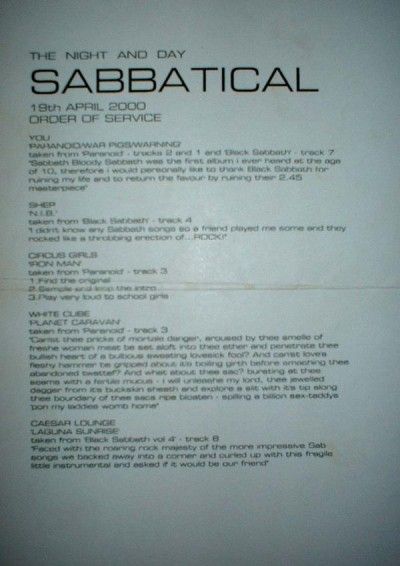 THE NIGHT AND DAY
SABBATICAL
19th APRIL 2000
ORDER OF SERVICE
YOU
'PARANOID/WAR PIGS/WARNING'
taken from 'Paranoid' - tracks 2 and 1 and 'Black Sabbath' - track 7
'Sabbath Bloody Sabbath was the first album i ever heard at the age
of 10, therefore i would personally like to thank Black Sabbath for
ruining my life and to return the favour by ruining their 2.45
masterpiece"
SHEP
'N.I.B.'
taken from 'Black Sabbath' - track 4
"I didn't know any Sabbath songs so a friend played me some and they
rocked like a throbbing erection of...ROCK!"
CIRCUS GIRLS
'IRON MAN'
taken from 'Paranoid' - track 3
1.Find the original
2.Sample and loop the intro
3.Play very loud to school girls
WHITE CUBE
'PLANET CARAVAN'
taken from 'Paranoid' - track 3
"Canst thee pricks of mortale danger, aroused by thee smelle of
freshe woman meat be set aloft into thee ether and penetrate thee
bullish heart of a bulbous sweating lovesick fool? And canst love's
fleshy hammer be gripped about it's boiling girth before smashing thee
abandoned twattef? And what about thee sac? bursting at thee
seams with a fertile mucus - i will unleashe my lord, thee jewelled
dagger from it's buckskin sheath and explore a slit with it's tip along
thee boundary of thee sacs ripe bloaten - spilling a billion sex-taddys
'pon my laddies womb home"
CAESAR LOUNGE
'LAGUNA SUNRISE'
taken from 'Black Sabbath vol 4' - track 8
"Faced with the roaring rock majesty of the more impressive Sab
songs we backed away into a corner and curled up with this fragile
little instrumental and asked if it would be our friend"